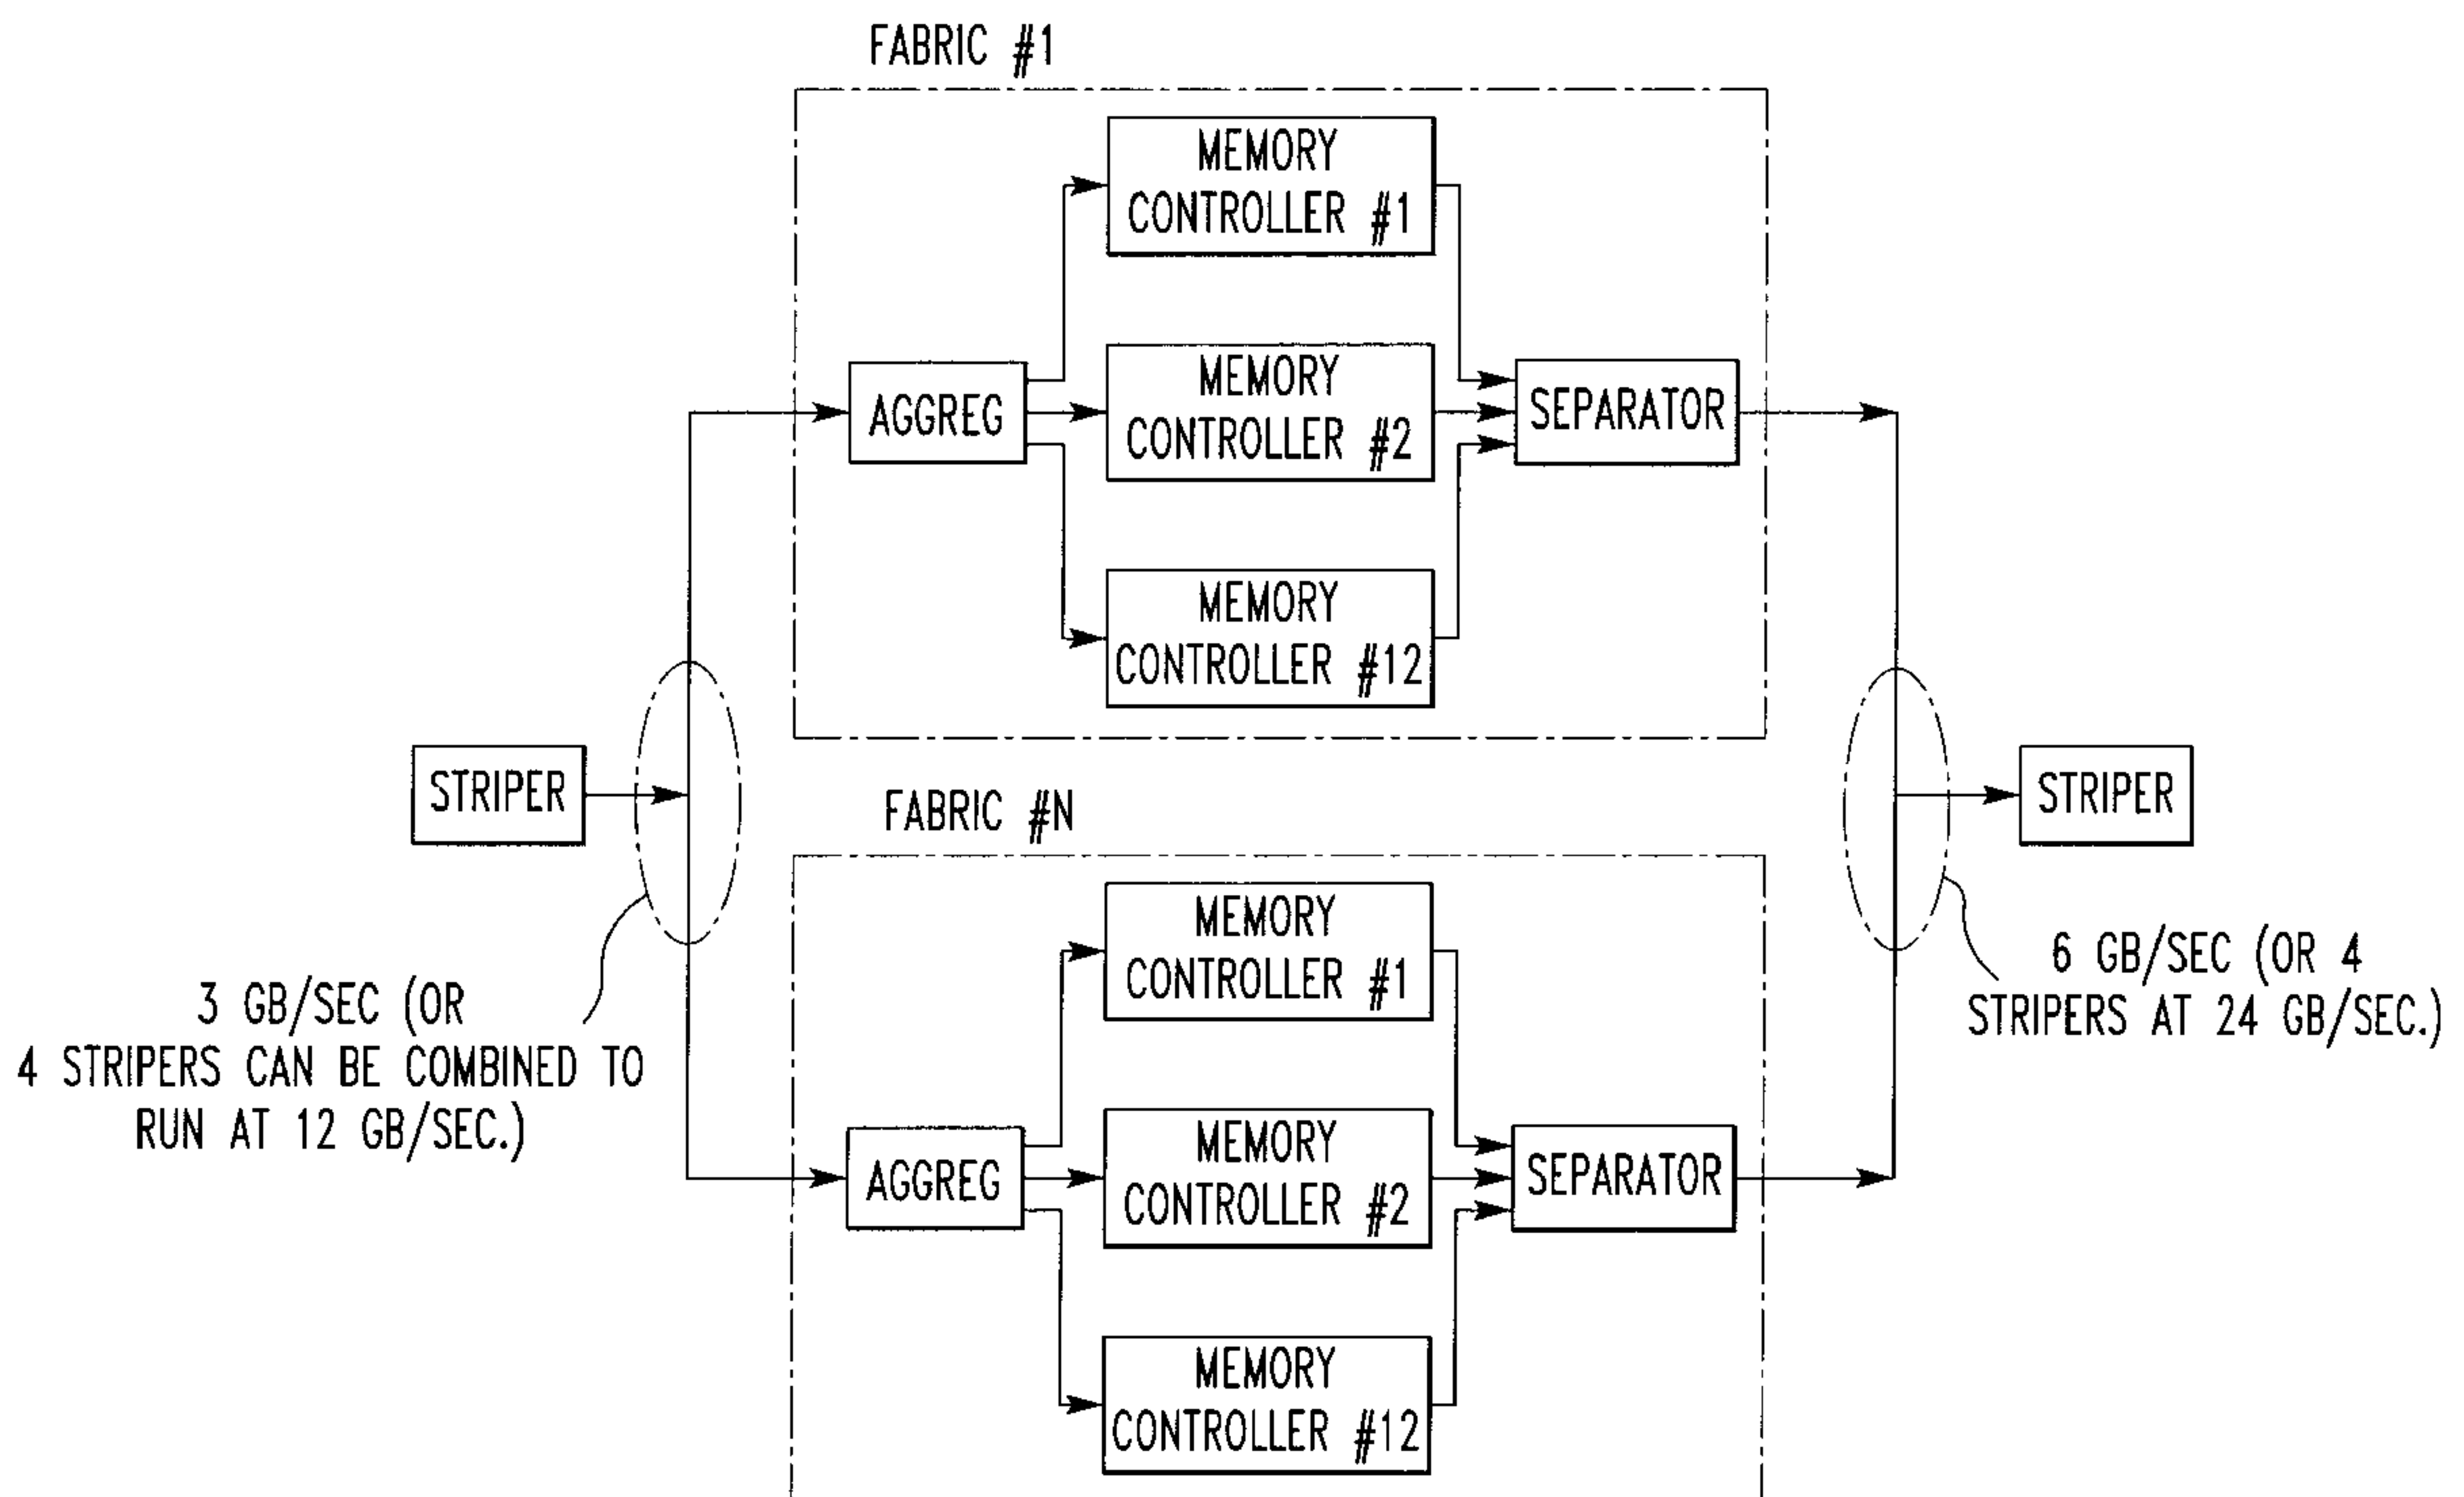 FABRIC #1
MEMORY
CONTROLLER #1
MEMORY
CONTROLLER #2
AGGREG
SEPARATOR
MEMORY
CONTROLLER #12
STRIPER
STRIPER
FABRIC #N
3 GB/SEC (OR
4 STRIPERS CAN BE COMBINED TO
RUN AT 12 GB/SEC.)
MEMORY
CONTROLLER #1
6 GB/SEC (OR 4
STRIPERS AT 24 GB/SEC.)
MEMORY
CONTROLLER #2
AGGREG
SEPARATOR
MEMORY
CONTROLLER #12